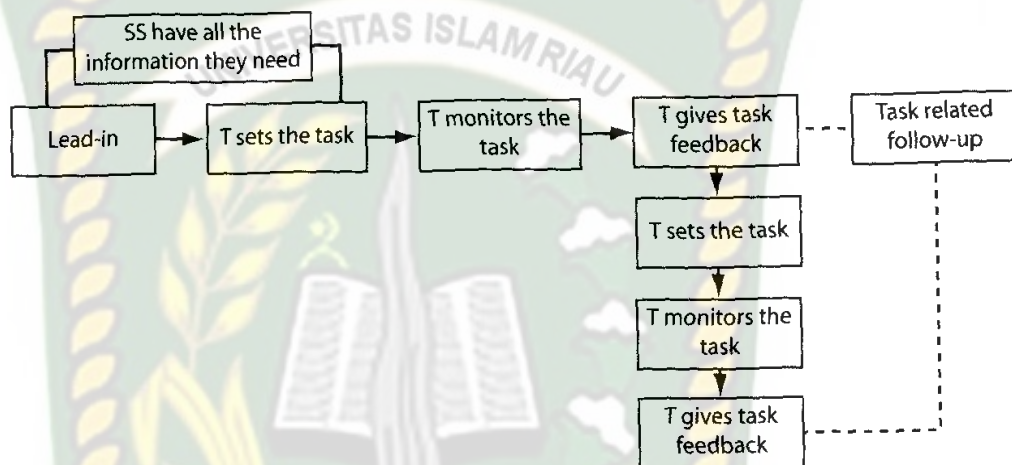 UNIVERSITAS ISLAM RIAU
SS have all the
information they need
Lead-in
T sets the task
T monitors the
task
T gives task
feedback
Task related
follow-up
T sets the task
T monitors the
task
T gives task
feedback